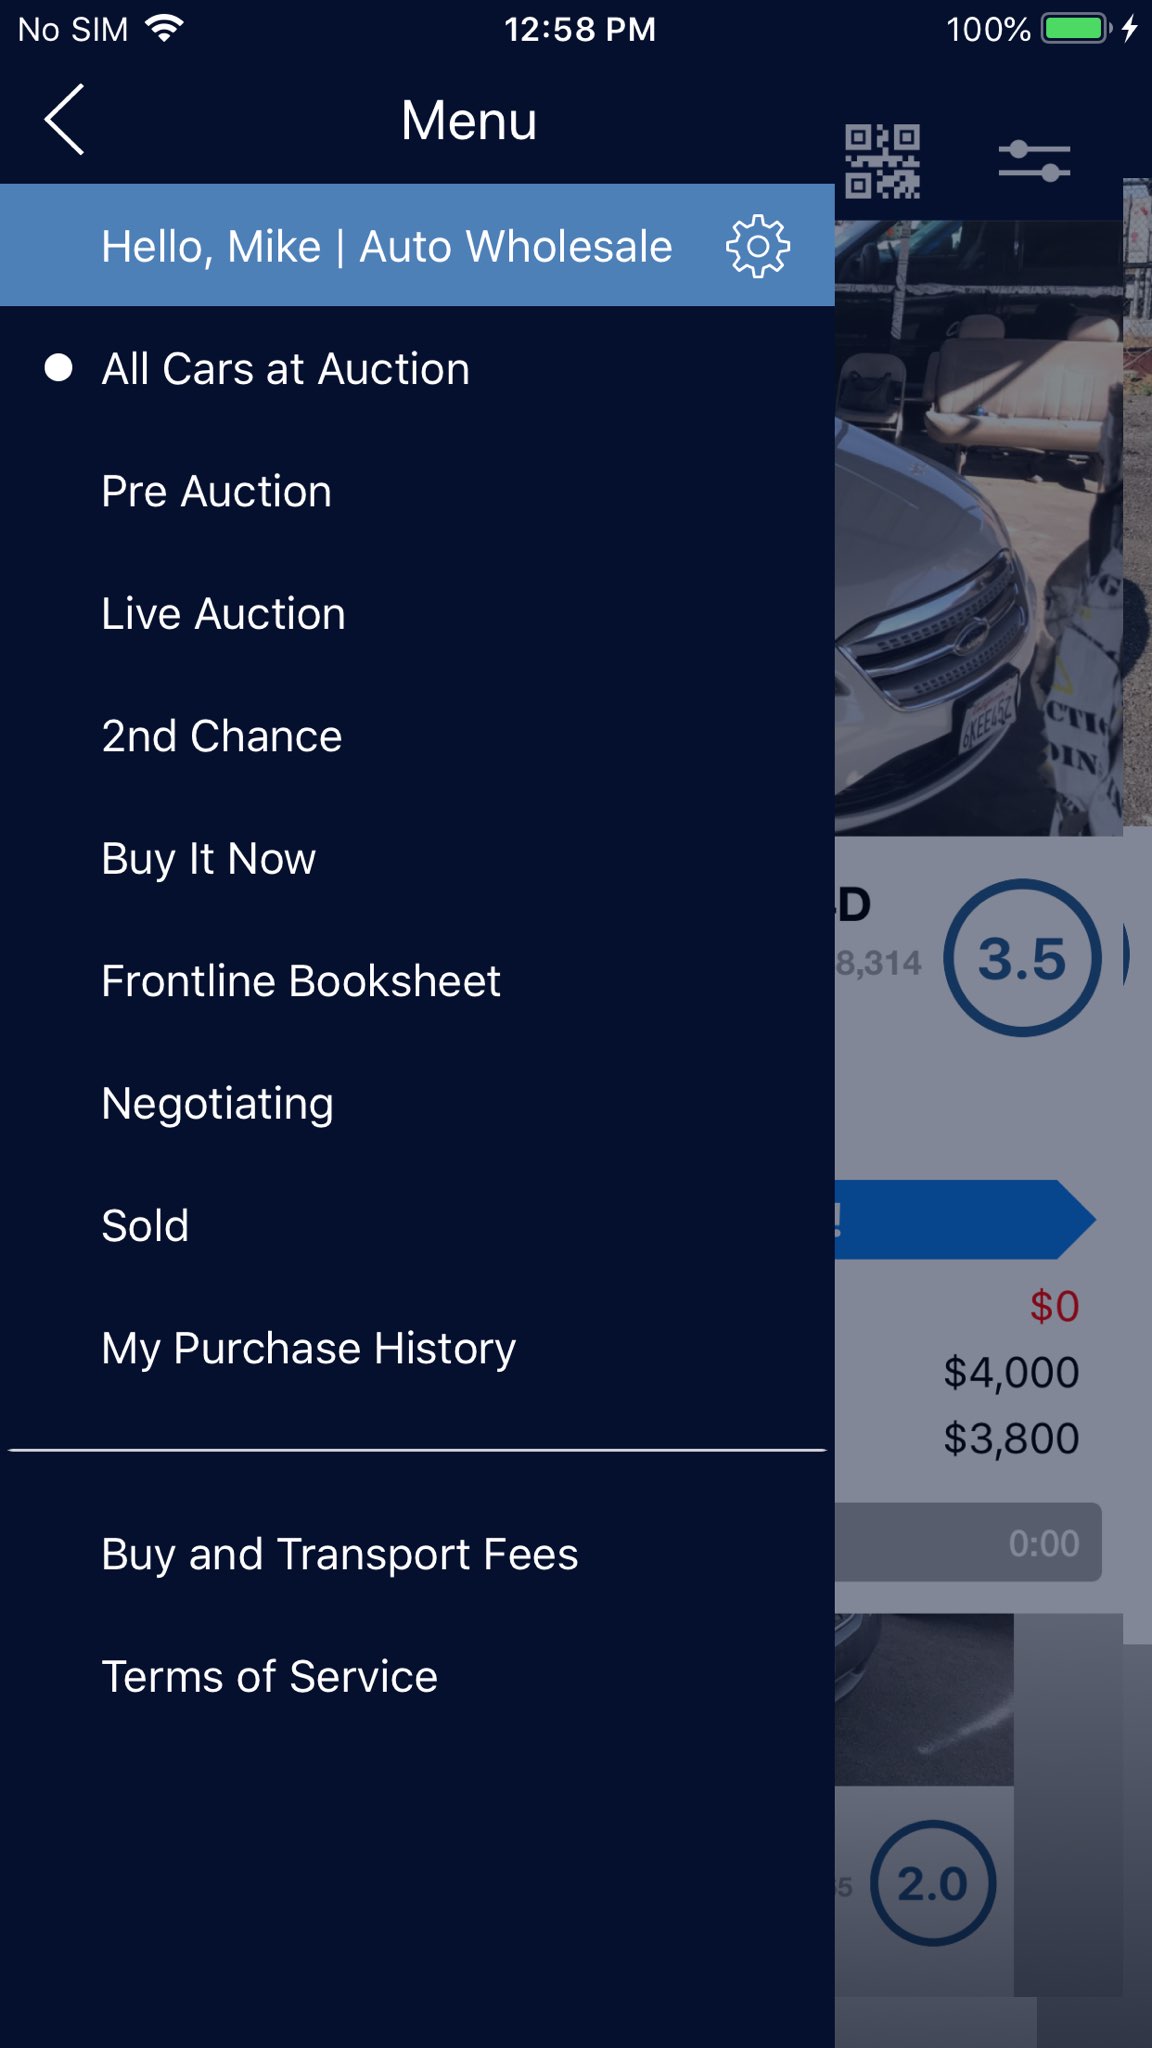 No SIM 12:58 PM 100%
Menu
Hello, Mike | Auto Wholesale
All Cars at Auction
Pre Auction
Live Auction
2nd Chance
Buy It Now
Frontline Booksheet
Negotiating
Sold
My Purchase History
Buy and Transport Fees
Terms of Service
6KEE452
D
8,314
3.5
!
$0
$4,000
$3,800
0:00
2.0